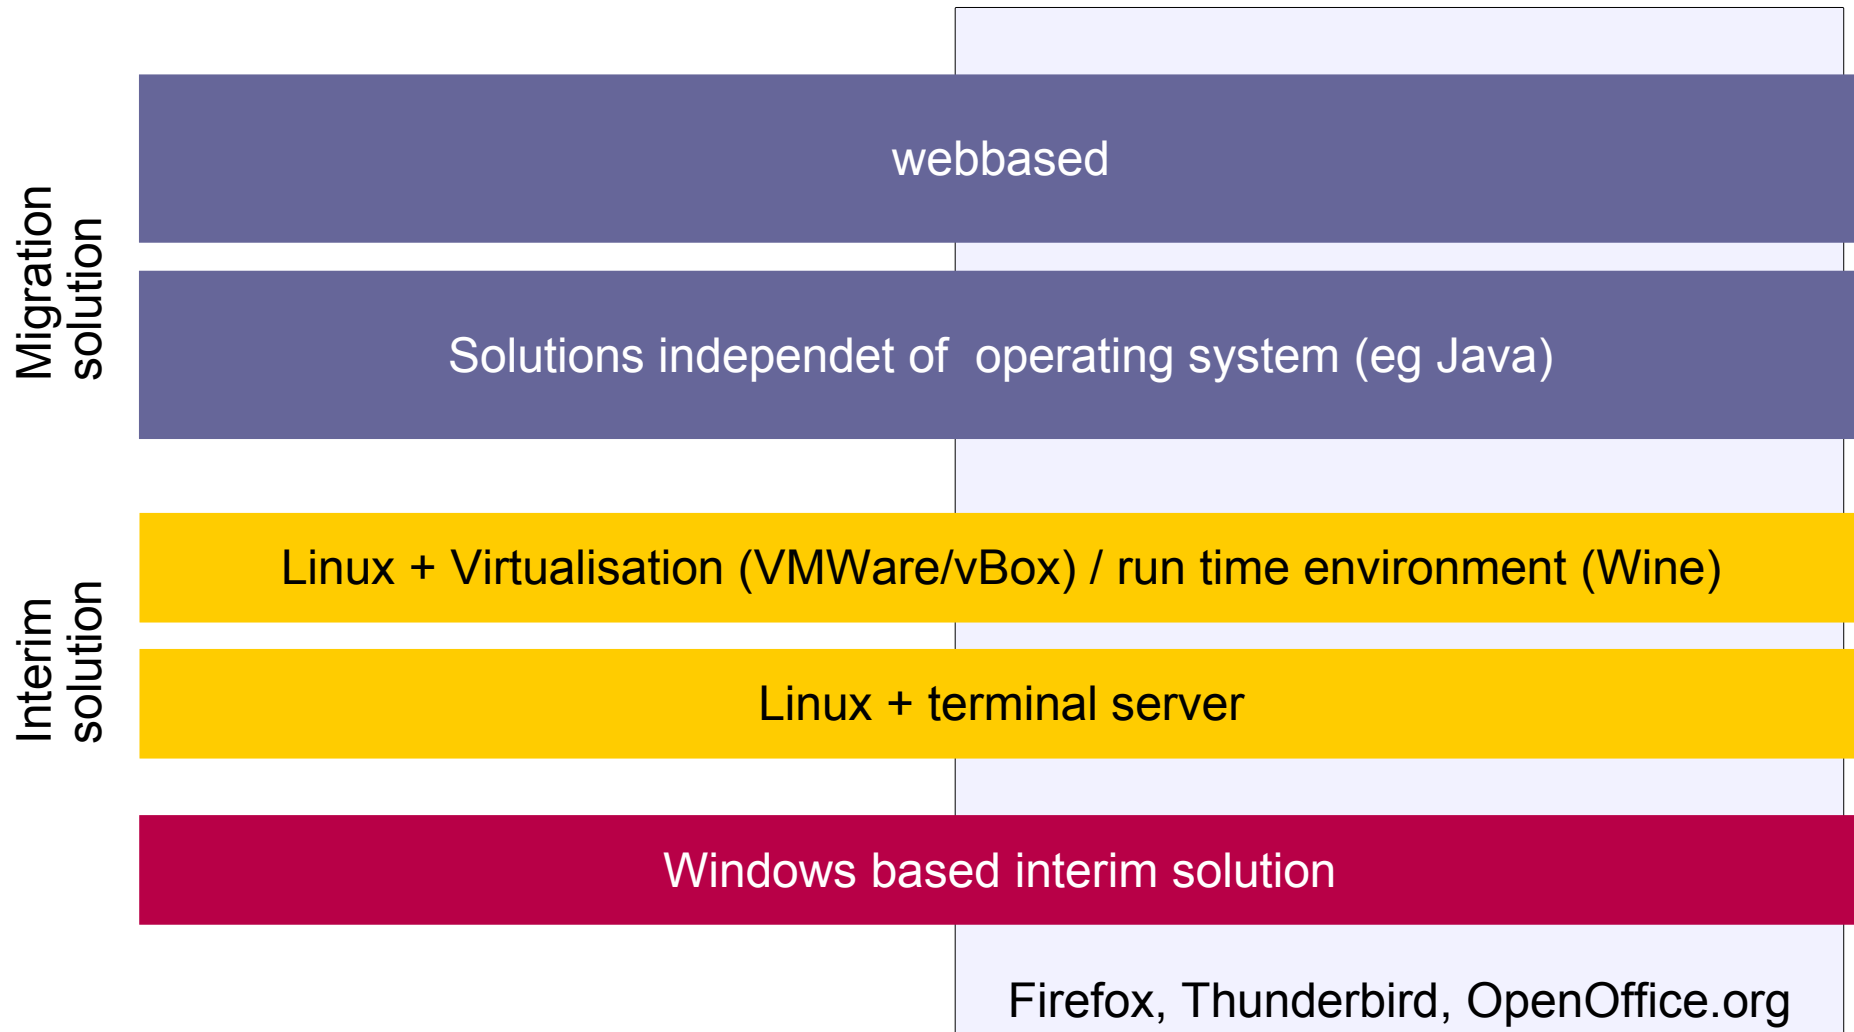 Migration
solution
webbased
Solutions independet of  operating system (eg Java)
Interim
solution
Linux + Virtualisation (VMWare/vBox) / run time environment (Wine)
Linux + terminal server
Windows based interim solution
Firefox, Thunderbird, OpenOffice.org